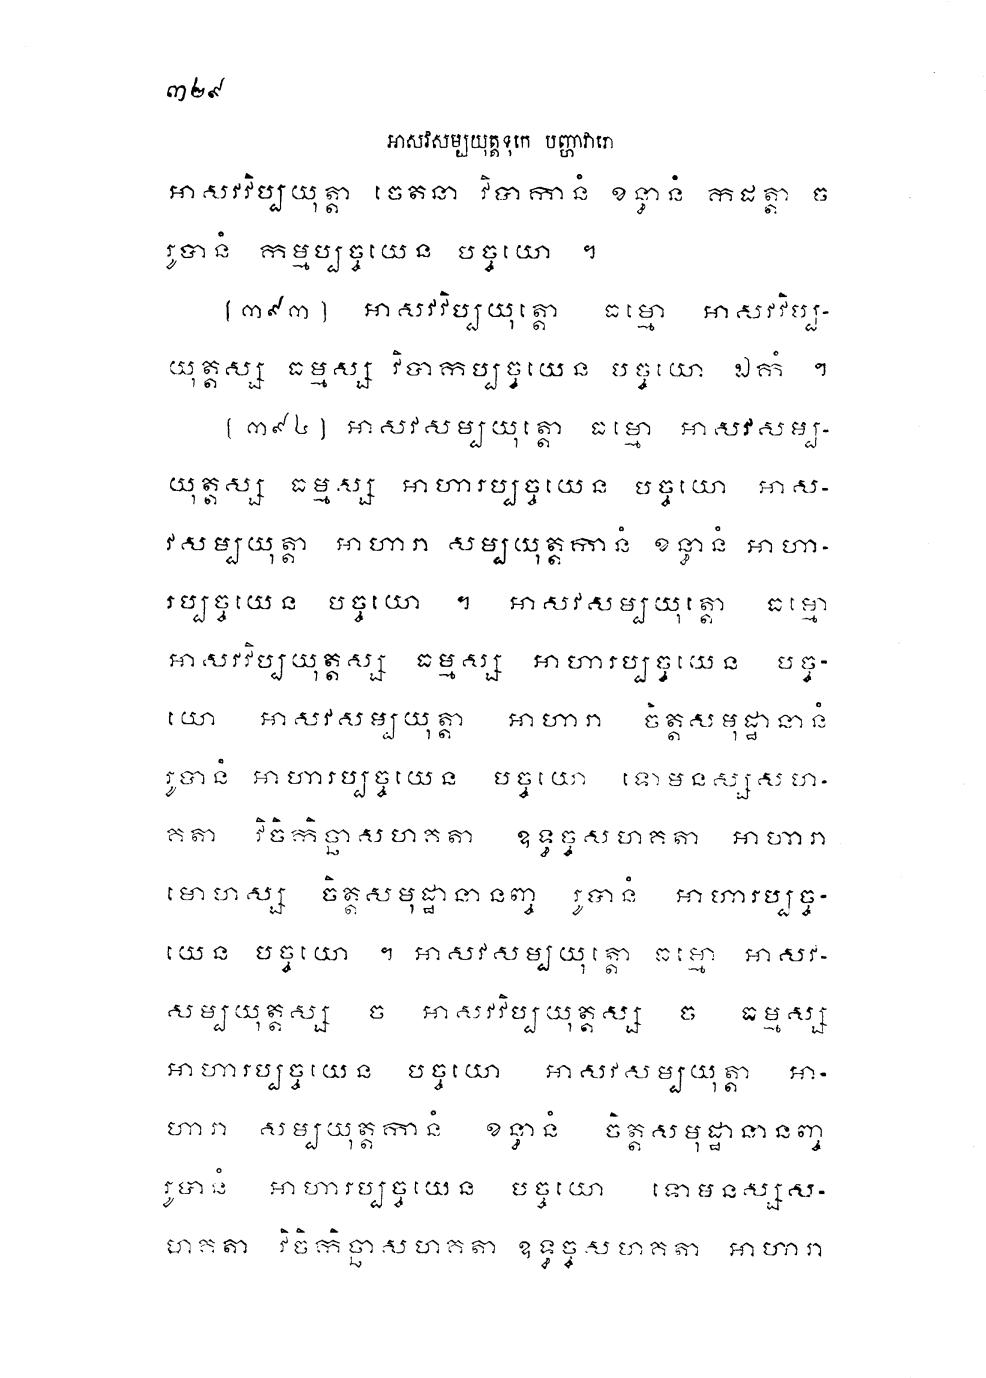 ៣២៩
អាសវសម្បយុត្តទុកេ បញ្ហាវារោ
អាសវវិប្បយុត្តា ចេតនា វិបាកានំ ខន្ធានំ កដត្តា ច
រូបានំ កម្មប្បច្ចយេន បច្ចយោ ។
(៣៩៣) អាសវវិប្បយុត្តោ ធម្មោ អាសវវិប្ប-
យុត្តស្ស ធម្មស្ស វិបាកប្បច្ចយេន បច្ចយោ ឯកំ ។
(៣៩៤) អាសវសម្បយុត្តោ ធម្មោ អាសវសម្ប-
យុត្តស្ស ធម្មស្ស អាហារប្បច្ចយេន បច្ចយោ អាស-
វសម្បយុត្តា អាហារា សម្បយុត្តកានំ ខន្ធានំ អាហា-
រប្បច្ចយេន បច្ចយោ ។ អាសវសម្បយុត្តោ ធម្មោ
អាសវវិប្បយុត្តស្ស ធម្មស្ស អាហារប្បច្ចយេន បច្ច-
យោ អាសវសម្បយុត្តា អាហារា ចិត្តសមុដ្ឋានានំ
រូបានំ អាហារប្បច្ចយេន បច្ចយោ ទោមនស្សសហ-
គតា វិចិកិច្ឆាសហគតា ឧទ្ធច្ចសហគតា អាហារា
មោហស្ស ចិត្តសមុដ្ឋានានញ្ច រូបានំ អាហារប្បច្ច-
យេន បច្ចយោ ។ អាសវសម្បយុត្តោ ធម្មោ អាសវ-
សម្បយុត្តស្ស ច អាសវវិប្បយុត្តស្ស ច ធម្មស្ស
អាហារប្បច្ចយេន បច្ចយោ អាសវសម្បយុត្តា អា-
ហារា សម្បយុត្តកានំ ខន្ធានំ ចិត្តសមុដ្ឋានានញ្ច
រូបានំ អាហារប្បច្ចយេន បច្ចយោ ទោមនស្សស-
ហគតា វិចិកិច្ឆាសហគតា ឧទ្ធច្ចសហគតា អាហារា